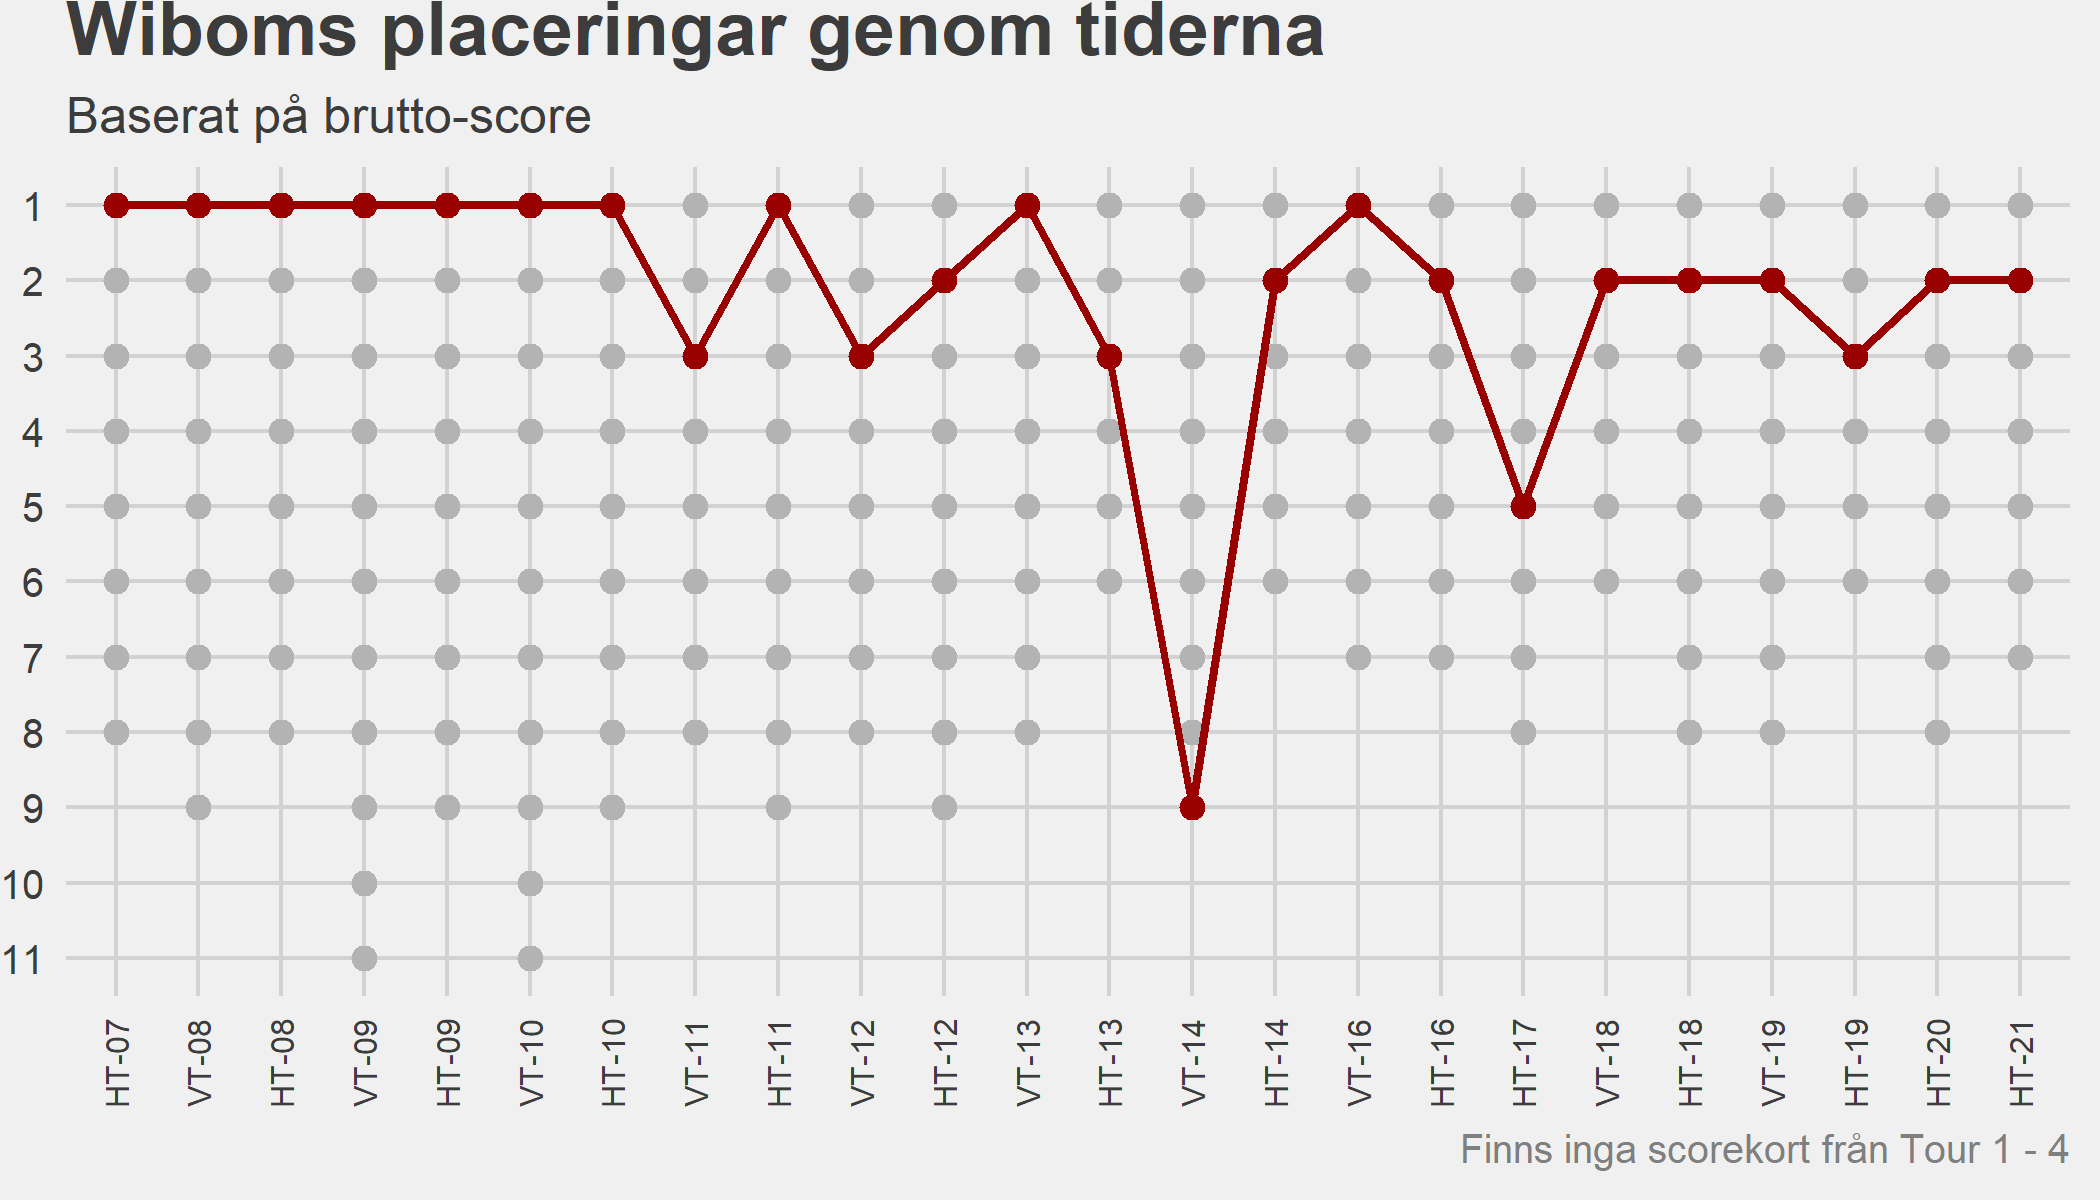 Wiboms placeringar genom tiderna
Baserat på brutto-score
1
2
3
4
5
6
7
8
9
10
11
HT-07
VT-08
HT-08
VT-09
HT-09
VT-10
HT-10
VT-11
HT-11
VT-12
HT-12
VT-13
HT-13
VT-14
HT-14
VT-16
HT-16
HT-17
VT-18
HT-18
VT-19
HT-19
HT-20
HT-21
Finns inga scorekort från Tour 1 - 4